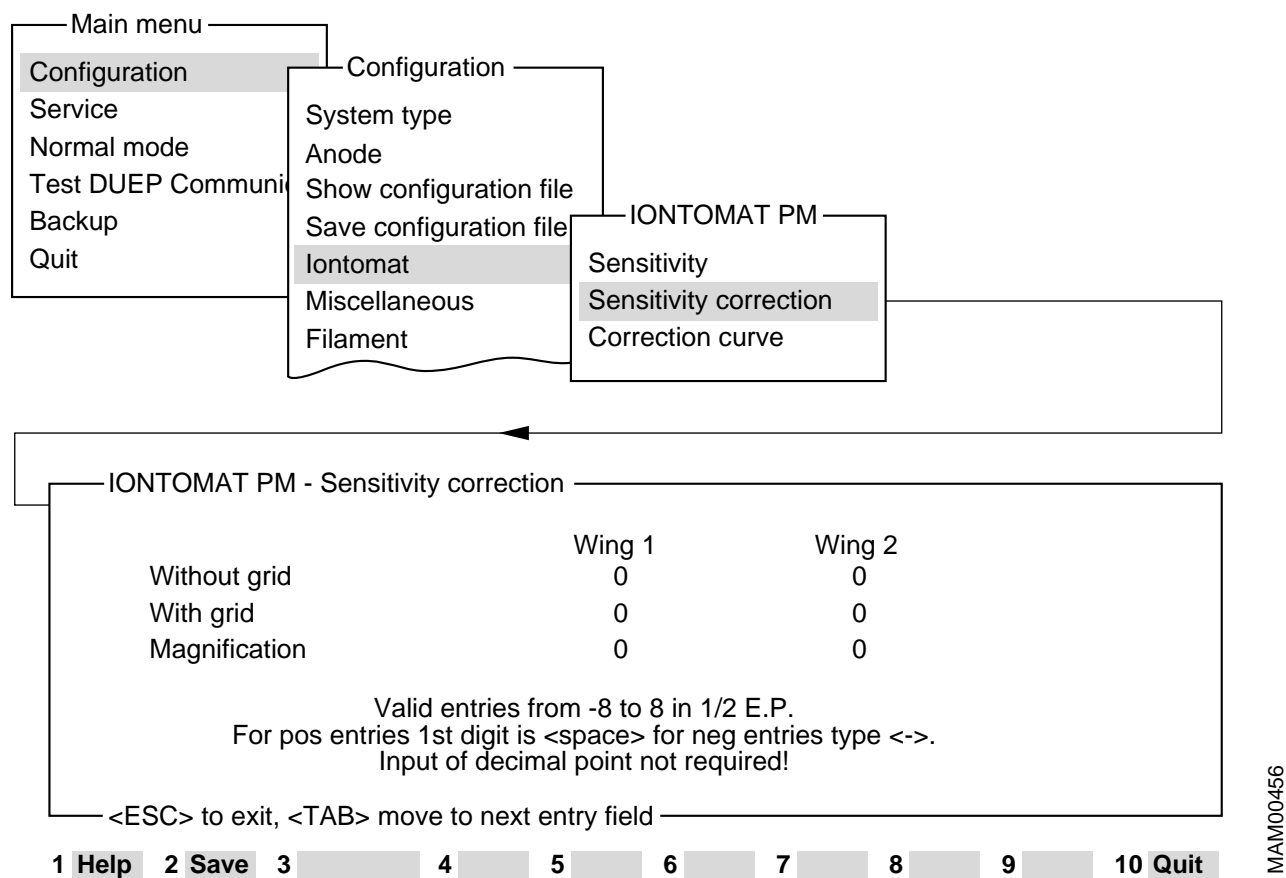 Main menu
Configuration
Service
Normal mode
Test DUEP Communi
Backup
Quit
Configuration
System type
Anode
Show configuration file
Save configuration file
Iontomat
Miscellaneous
Filament
IONTOMAT PM
Sensitivity
Sensitivity correction
Correction curve
IONTOMAT PM - Sensitivity correction
Wing 1 Wing 2
Without grid 0 0
With grid 0 0
Magnification 0 0
Valid entries from -8 to 8 in 1/2 E.P.
For pos entries 1st digit is <space> for neg entries type <->.
Input of decimal point not required!
<ESC> to exit, <TAB> move to next entry field
1 Help 2 Save 3 4 5 6 7 8 9 10 Quit
MAM00456